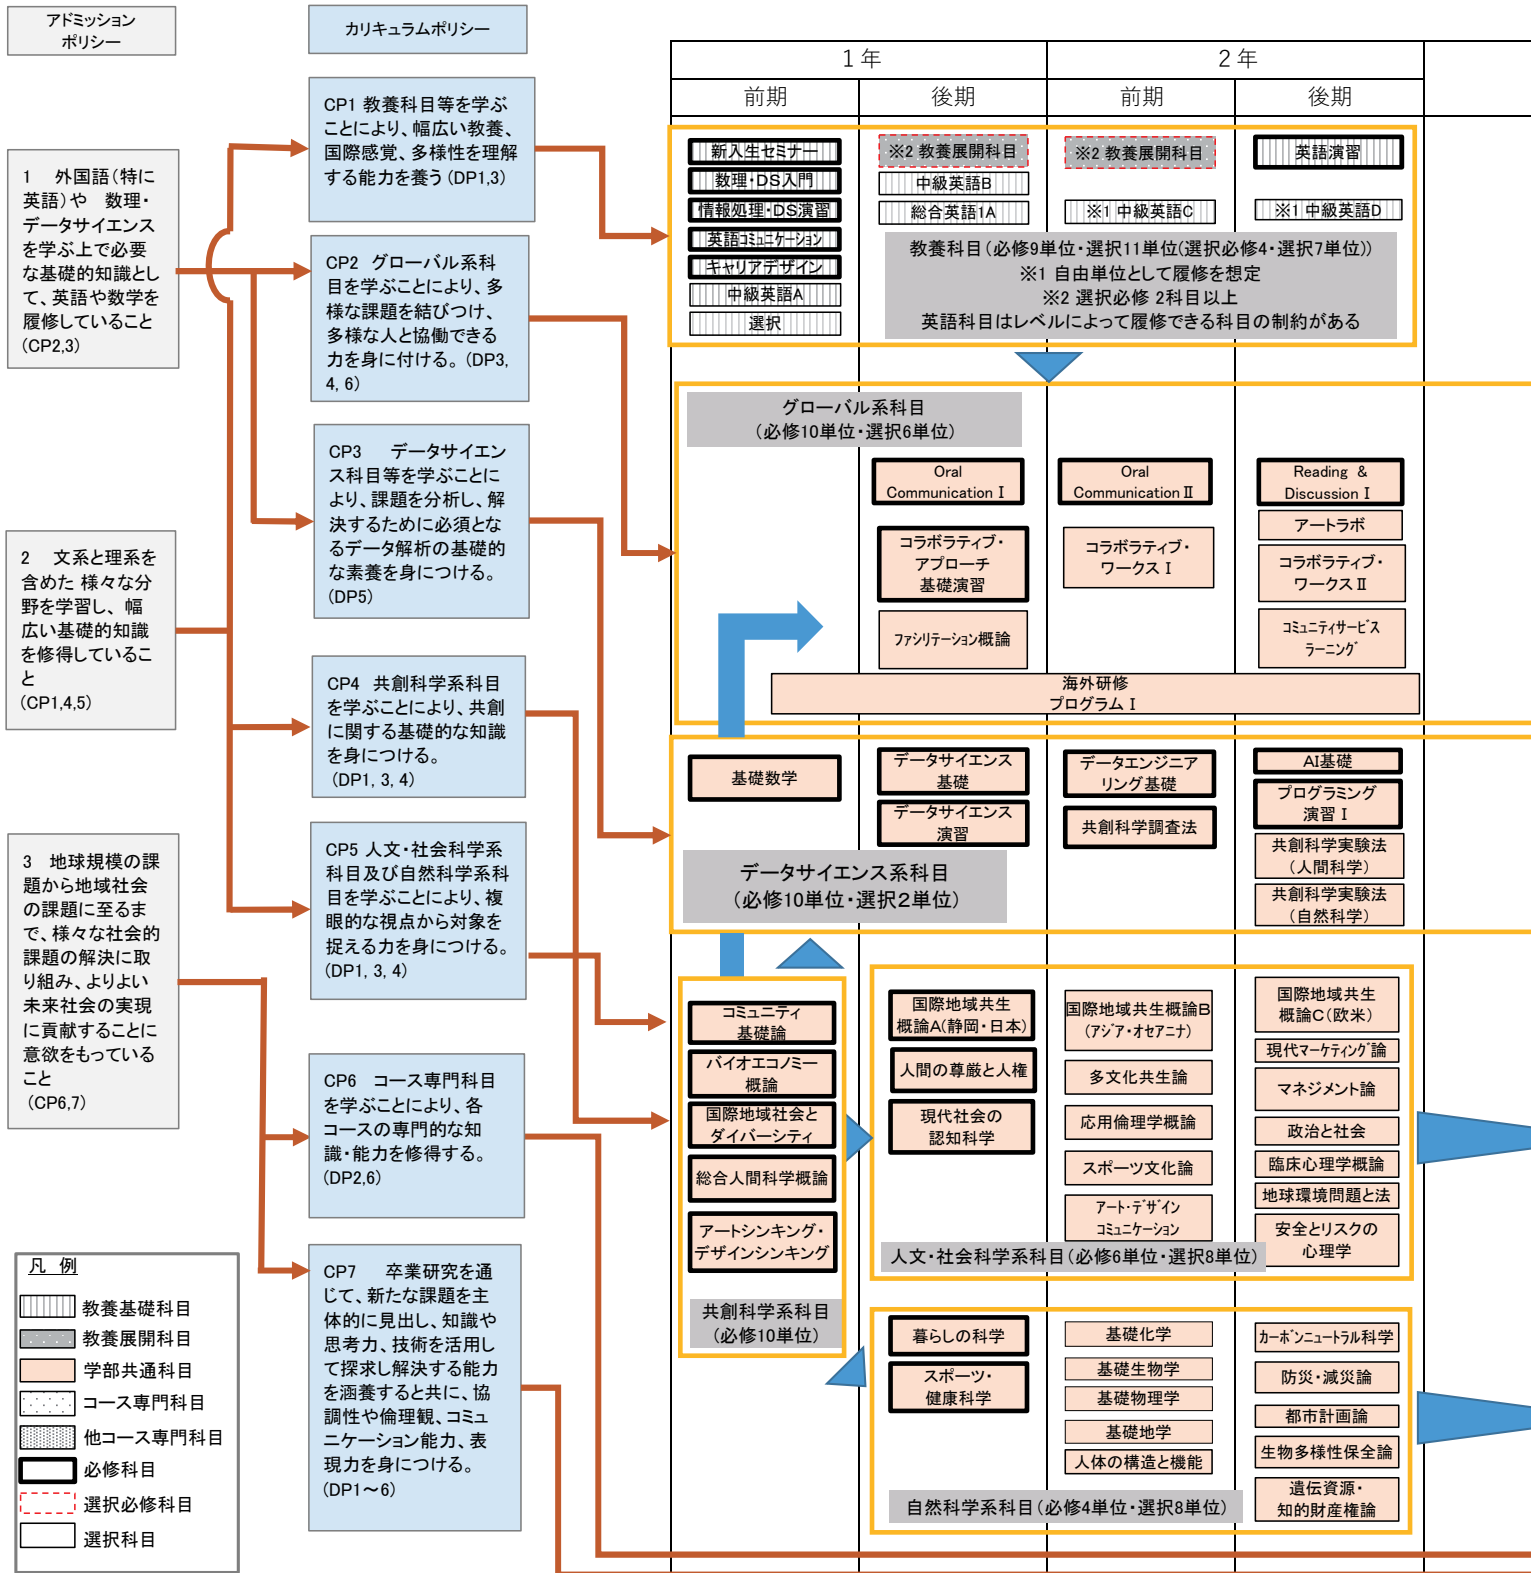 アドミッション
ポリシー
カリキュラムポリシー
1 外国語(特に
英語)や 数理・
データサイエンス
を学ぶ上で必要
な基礎的知識とし
て、英語や数学を
履修していること
(CP2,3)
2 文系と理系を
含めた 様々な分
野を学習し、幅
広い基礎的知識
を修得しているこ
と
(CP1,4,5)
3 地球規模の課
題から地域社会
の課題に至るま
で、様々な社会的
課題の解決に取
り組み、よりよい
未来社会の実現
に貢献することに
意欲をもっている
こと
(CP6,7)
凡 例
教養基礎科目
教養展開科目
学部共通科目
コース専門科目
他コース専門科目
必修科目
選択必修科目
選択科目
CP1 教養科目等を学ぶ
ことにより、幅広い教養、
国際感覚、多様性を理解
する能力を養う(DP1,3)
CP2 グローバル系科
目を学ぶことにより、多
様な課題を結びつけ、
多様な人と協働できる
力を身に付ける。(DP3,
4, 6)
CP3 データサイエン
ス科目等を学ぶことに
より、課題を分析し、解
決するために必須とな
るデータ解析の基礎的
な素養を身につける。
(DP5)
CP4 共創科学系科目
を学ぶことにより、共創
に関する基礎的な知識
を身につける。
(DP1, 3, 4)
CP5 人文・社会科学系
科目及び自然科学系科
目を学ぶことにより、複
眼的な視点から対象を
捉える力を身につける。
(DP1, 3, 4)
CP6 コース専門科目
を学ぶことにより、各
コースの専門的な知
識・能力を修得する。
(DP2,6)
CP7 卒業研究を通
じて、新たな課題を主
体的に見出し、知識や
思考力、技術を活用し
て探求し解決する能力
を涵養すると共に、協
調性や倫理観、コミュ
ニケーション能力、表
現力を身につける。
(DP1～6)
1年
2年
前期
後期
前期
後期
新入生セミナー
数理・DS入門
情報処理・DS演習
英語コミュニケーション
キャリアデザイン
中級英語A
選択
※2 教養展開科目
中級英語B
総合英語1A
※2 教養展開科目
※1 中級英語C
英語演習
※1 中級英語D
教養科目(必修9単位・選択11単位(選択必修4・選択7単位))
※1 自由単位として履修を想定
※2 選択必修 2科目以上
英語科目はレベルによって履修できる科目の制約がある
グローバル系科目
(必修10単位・選択6単位)
Oral
Communication Ⅰ
コラボラティブ・
アプローチ
基礎演習
ファシリテーション概論
Oral
Communication Ⅱ
コラボラティブ・
ワークス Ⅰ
Reading &
Discussion Ⅰ
アートラボ
コラボラティブ・
ワークス Ⅱ
コミュニティサービス
ラーニング
海外研修
プログラム Ⅰ
基礎数学
データサイエンス
基礎
データサイエンス
演習
データエンジニア
リング基礎
共創科学調査法
AI基礎
プログラミング
演習 Ⅰ
共創科学実験法
(人間科学)
共創科学実験法
(自然科学)
データサイエンス系科目
(必修10単位・選択2単位)
コミュニティ
基礎論
バイオエコノミー
概論
国際地域社会と
ダイバーシティ
総合人間科学概論
アートシンキング・
デザインシンキング
共創科学系科目
(必修10単位)
国際地域共生
概論A(静岡・日本)
人間の尊厳と人権
現代社会の
認知科学
国際地域共生概論B
(アジア・オセアニナ)
多文化共生論
応用倫理学概論
スポーツ文化論
アート・デザイン
コミュニケーション
国際地域共生
概論C(欧米)
現代マーケティング論
マネジメント論
政治と社会
臨床心理学概論
地球環境問題と法
安全とリスクの
心理学
人文・社会科学系科目(必修6単位・選択8単位)
暮らしの科学
スポーツ・
健康科学
基礎化学
基礎生物学
基礎物理学
基礎地学
人体の構造と機能
カーボンニュートラル科学
防災・減災論
都市計画論
生物多様性保全論
遺伝資源・
知的財産権論
自然科学系科目(必修4単位・選択8単位)